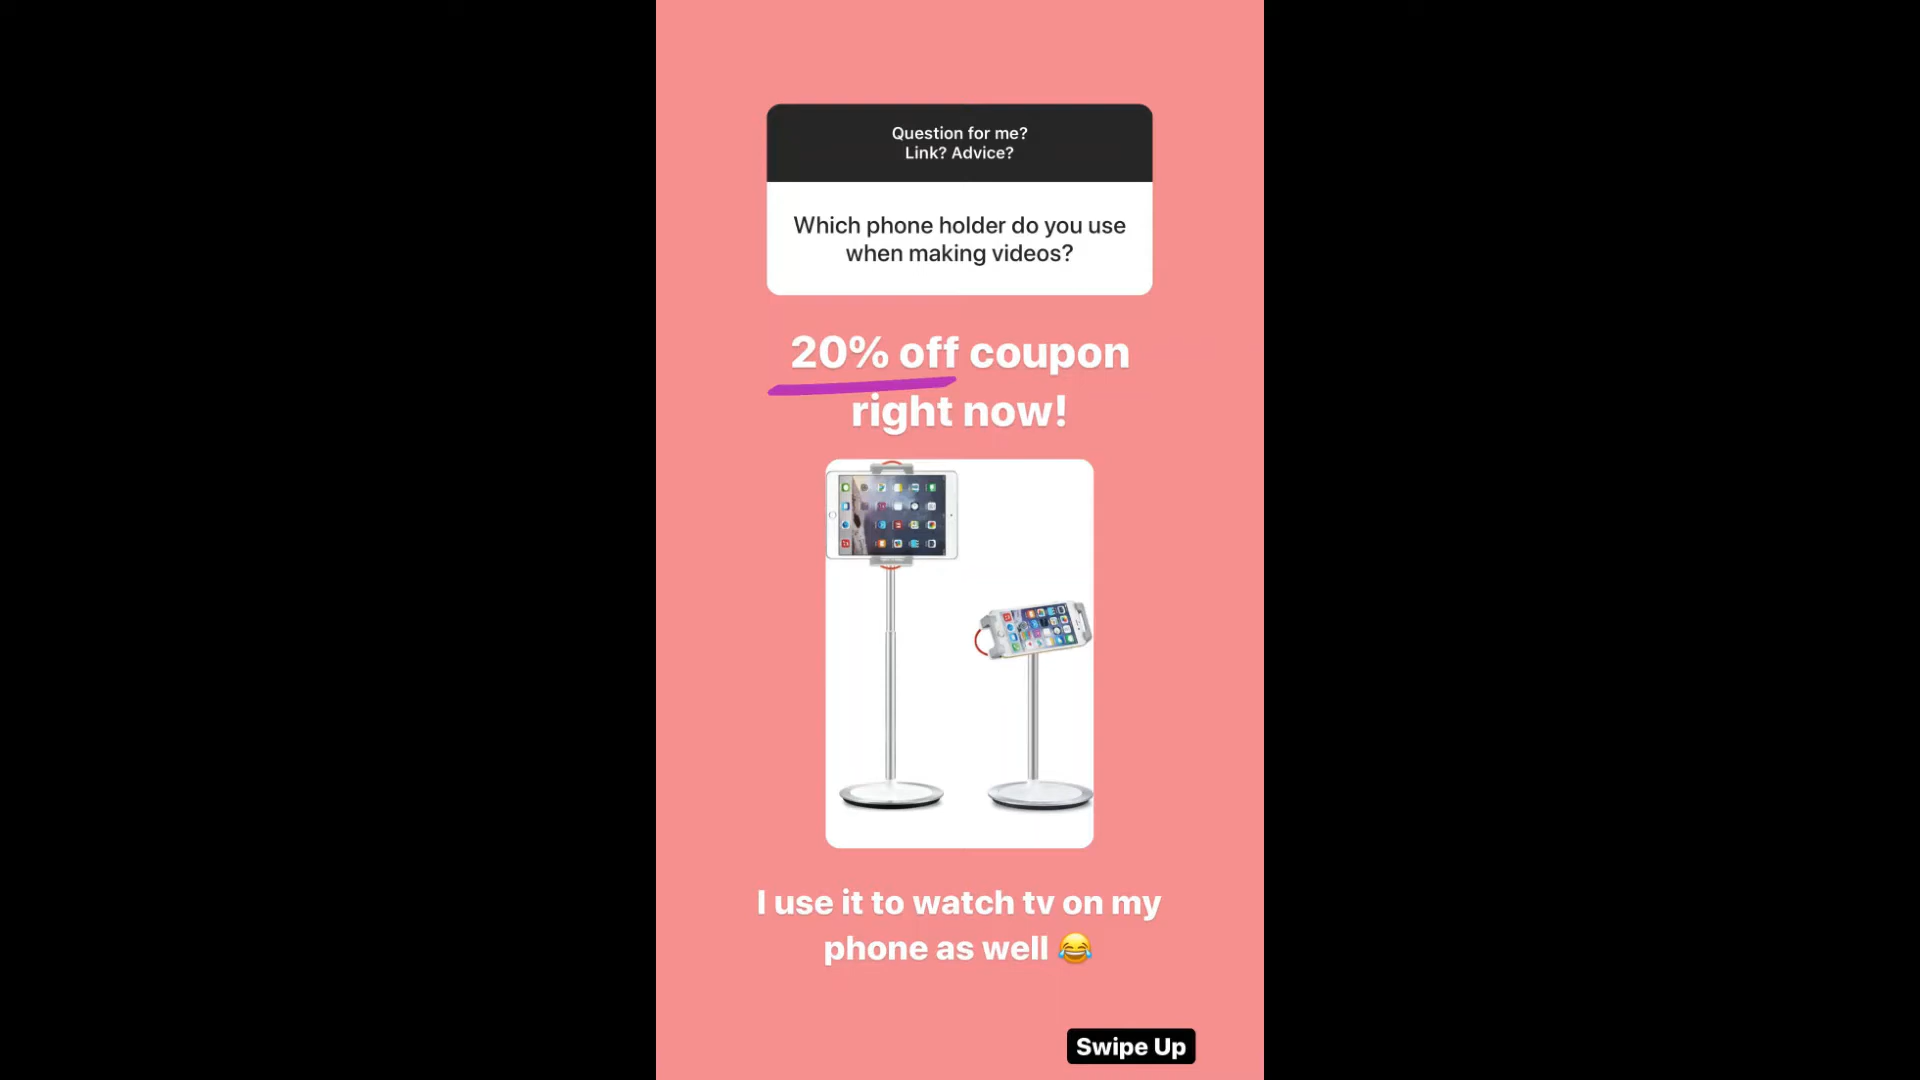 Question for me?
Link? Advice?
Which phone holder do you use
when making videos?
20% off coupon
right now!
I use it to watch tv on my
phone as well 😂
Swipe Up